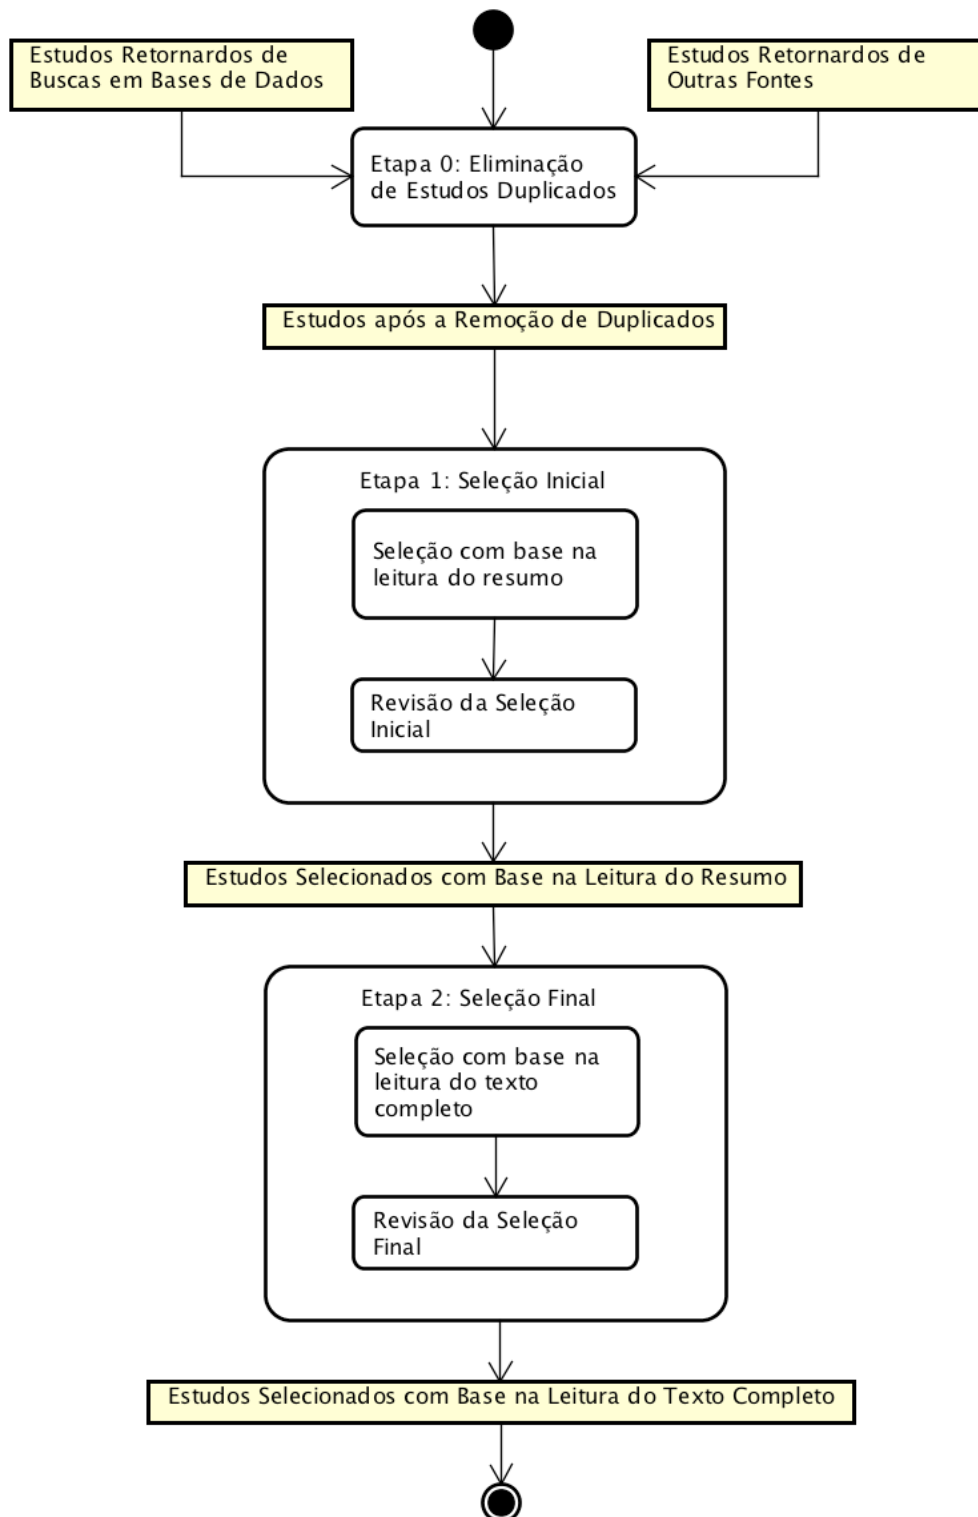 Estudos Retornardos de
Buscas em Bases de Dados
Estudos Retornardos de
Outras Fontes
Etapa 0: Eliminação
de Estudos Duplicados
Estudos após a Remoção de Duplicados
Etapa 1: Seleção Inicial
Seleção com base na
leitura do resumo
Revisão da Seleção
Inicial
Estudos Selecionados com Base na Leitura do Resumo
Etapa 2: Seleção Final
Seleção com base na
leitura do texto
completo
Revisão da Seleção
Final
Estudos Selecionados com Base na Leitura do Texto Completo